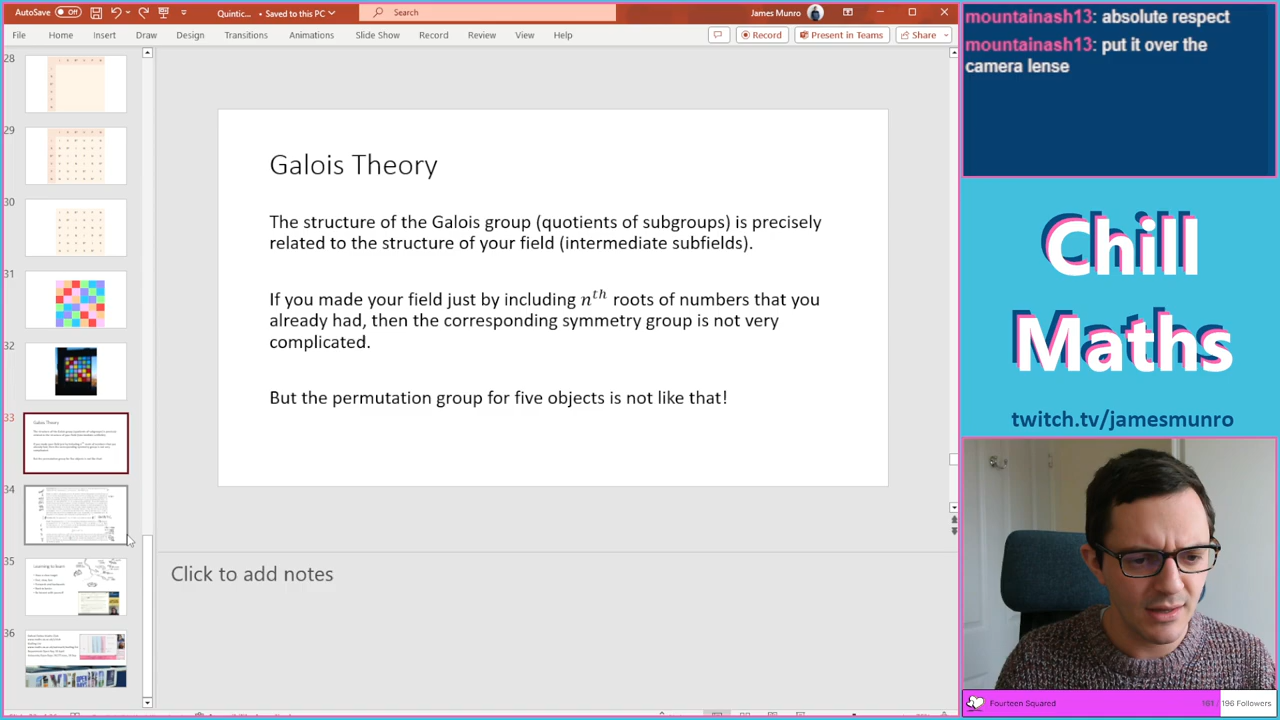 AutoSave Off Quintic... • Saved to this PC Search James Munro
File Home Insert Draw Design Transitions Animations Slide Show Record Review View Help Record Present in Teams Share
28
29
30
31
32
33
34
35
36
Galois Theory
Learning to learn
Galois Theory
The structure of the Galois group (quotients of subgroups) is precisely
related to the structure of your field (intermediate subfields).
If you made your field just by including nth roots of numbers that you
already had, then the corresponding symmetry group is not very
complicated.
But the permutation group for five objects is not like that!
Click to add notes
mountainash13: absolute respect
mountainash13: put it over the
camera lense
Chill
Maths
twitch.tv/jamesmunro
Fourteen Squared 161 / 196 Followers